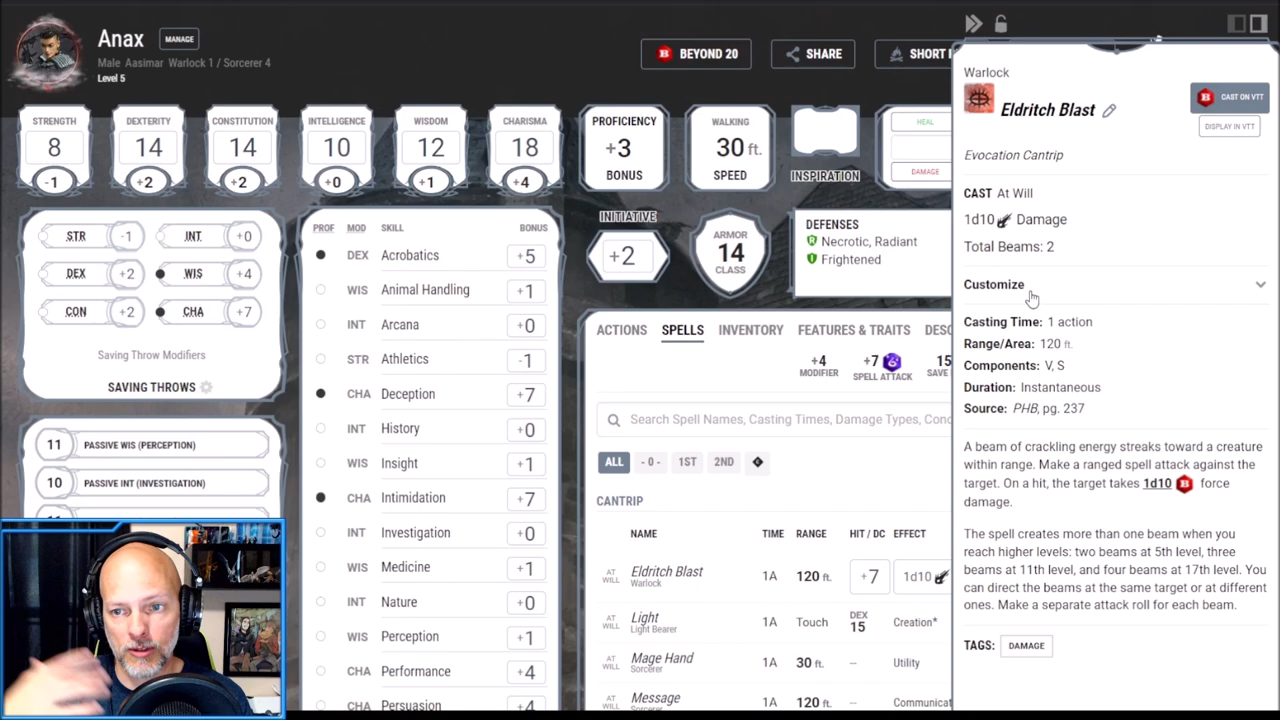 Anax
MANAGE
Male Aasimar Warlock 1 / Sorcerer 4
Level 5
BEYOND 20
SHARE
SHORT
STRENGTH
8
-1
DEXTERITY
14
+2
CONSTITUTION
14
+2
INTELLIGENCE
10
+0
WISDOM
12
+1
CHARISMA
18
+4
PROFICIENCY
+3
BONUS
WALKING
30 ft.
SPEED
INSPIRATION
HEAL
DAMAGE
STR -1
INT +0
DEX +2
WIS +4
CON +2
CHA +7
Saving Throw Modifiers
SAVING THROWS
11 PASSIVE WIS (PERCEPTION)
10 PASSIVE INT (INVESTIGATION)
PROF MOD SKILL BONUS
DEX Acrobatics +5
WIS Animal Handling +1
INT Arcana +0
STR Athletics -1
CHA Deception +7
INT History +0
WIS Insight +1
CHA Intimidation +7
INT Investigation +0
WIS Medicine +1
INT Nature +0
WIS Perception +1
CHA Performance +4
CHA Persuasion +4
INITIATIVE
+2
ARMOR
14
CLASS
DEFENSES
Necrotic, Radiant
Frightened
ACTIONS SPELLS INVENTORY FEATURES & TRAITS DESC
+4
MODIFIER
+7
SPELL ATTACK
15
SAVE
Search Spell Names, Casting Times, Damage Types, Conc
ALL - 0 - 1ST 2ND
CANTRIP
NAME TIME RANGE HIT / DC EFFECT
AT WILL Eldritch Blast 1A 120 ft. +7 1d10
Warlock
AT WILL Light 1A Touch DEX 15 Creation*
Light Bearer
AT WILL Mage Hand 1A 30 ft. -- Utility
Sorcerer
AT WILL Message 1A 120 ft. -- Communicat
Sorcerer
Warlock
Eldritch Blast
CAST ON VTT
DISPLAY IN VTT
Evocation Cantrip
CAST At Will
1d10 Damage
Total Beams: 2
Customize
Casting Time: 1 action
Range/Area: 120 ft.
Components: V, S
Duration: Instantaneous
Source: PHB, pg. 237
A beam of crackling energy streaks toward a creature
within range. Make a ranged spell attack against the
target. On a hit, the target takes 1d10 force
damage.
The spell creates more than one beam when you
reach higher levels: two beams at 5th level, three
beams at 11th level, and four beams at 17th level. You
can direct the beams at the same target or at different
ones. Make a separate attack roll for each beam.
TAGS: DAMAGE